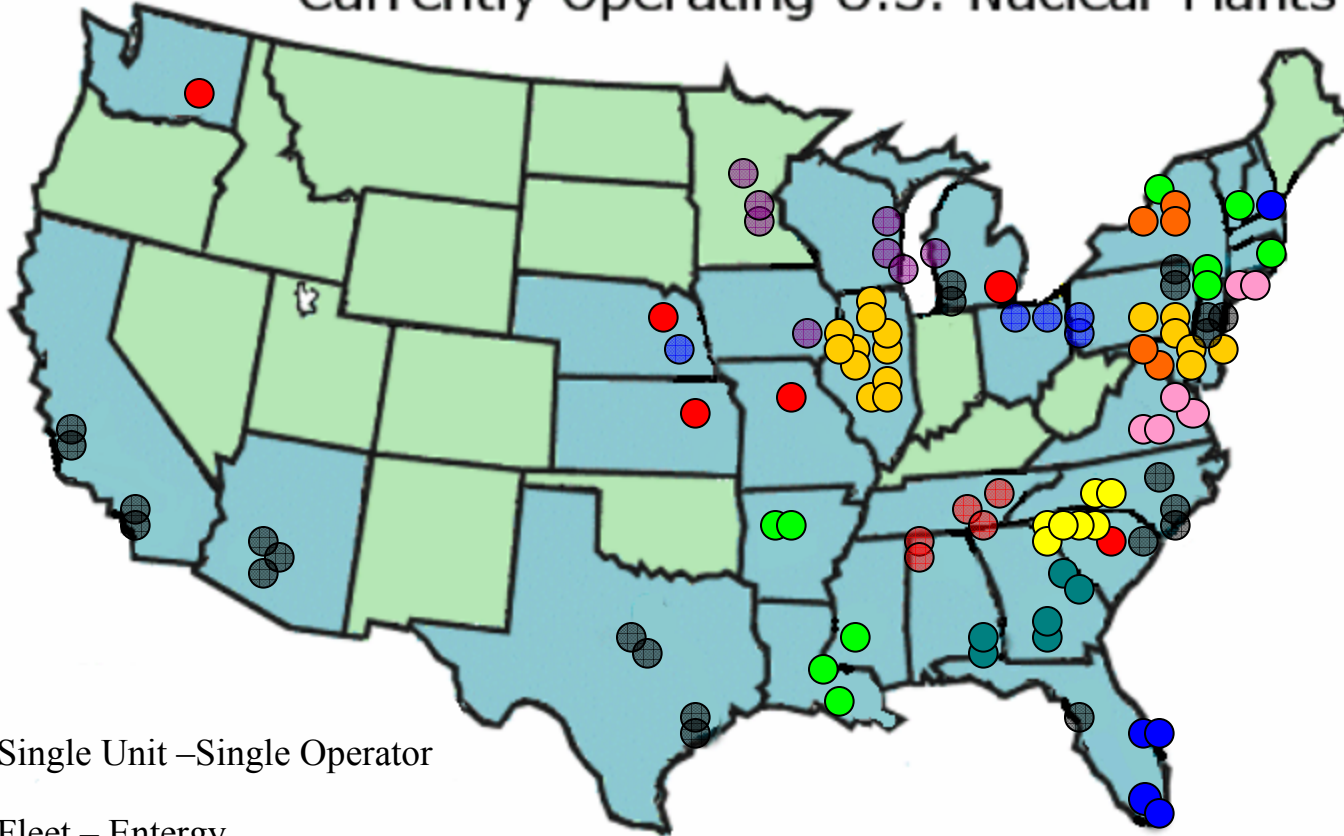 Currently Operating U.S. Nuclear Plants
Single Unit –Single Operator
Fleet – Entergy